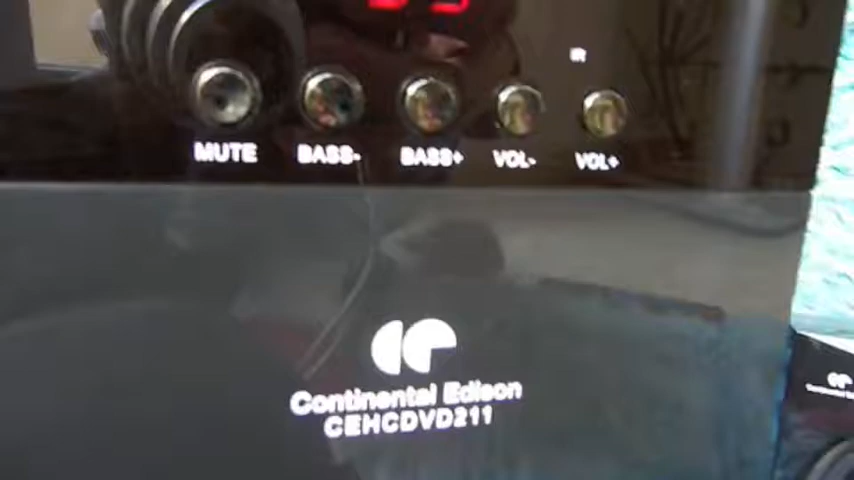 IR
MUTE BASS- BASS+ VOL- VOL+
Continental Edison
CEHCDVD211